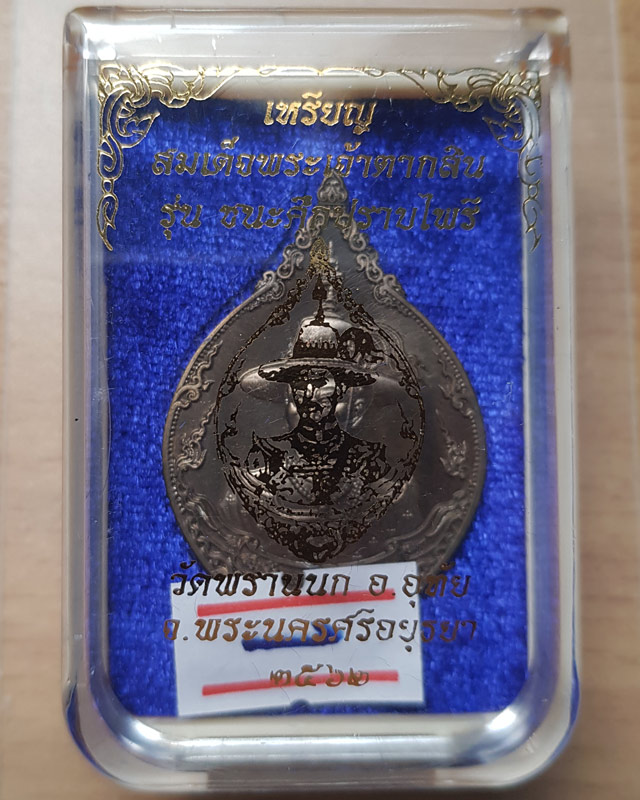 เหรียญ
สมเด็จพระเจ้าตากสิน
รุ่น ชนะศึกปราบไพรี
วัดพรานนก อ.อุทัย
จ.พระนครศรีอยุธยา
๒๕๖๒